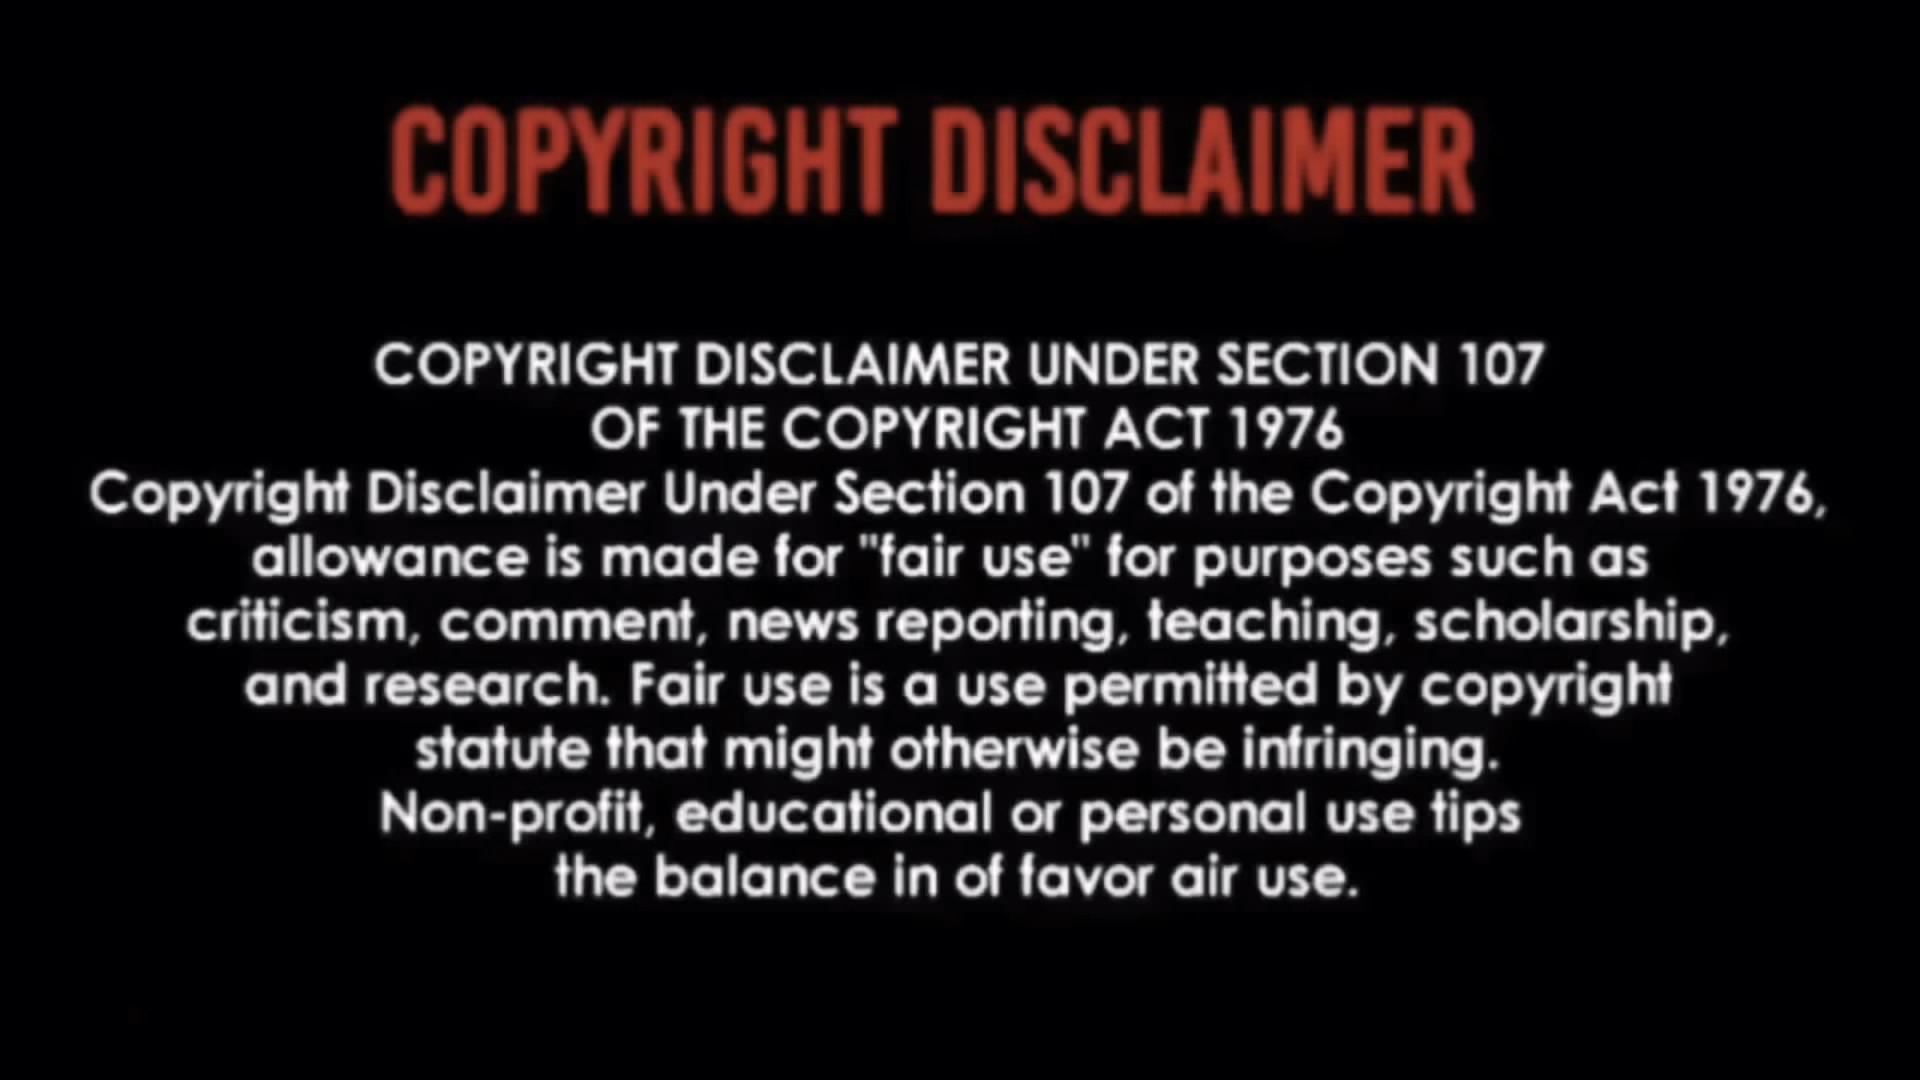 COPYRIGHT DISCLAIMER
COPYRIGHT DISCLAIMER UNDER SECTION 107
OF THE COPYRIGHT ACT 1976
Copyright Disclaimer Under Section 107 of the Copyright Act 1976,
allowance is made for "fair use" for purposes such as
criticism, comment, news reporting, teaching, scholarship,
and research. Fair use is a use permitted by copyright
statute that might otherwise be infringing.
Non-profit, educational or personal use tips
the balance in of favor air use.